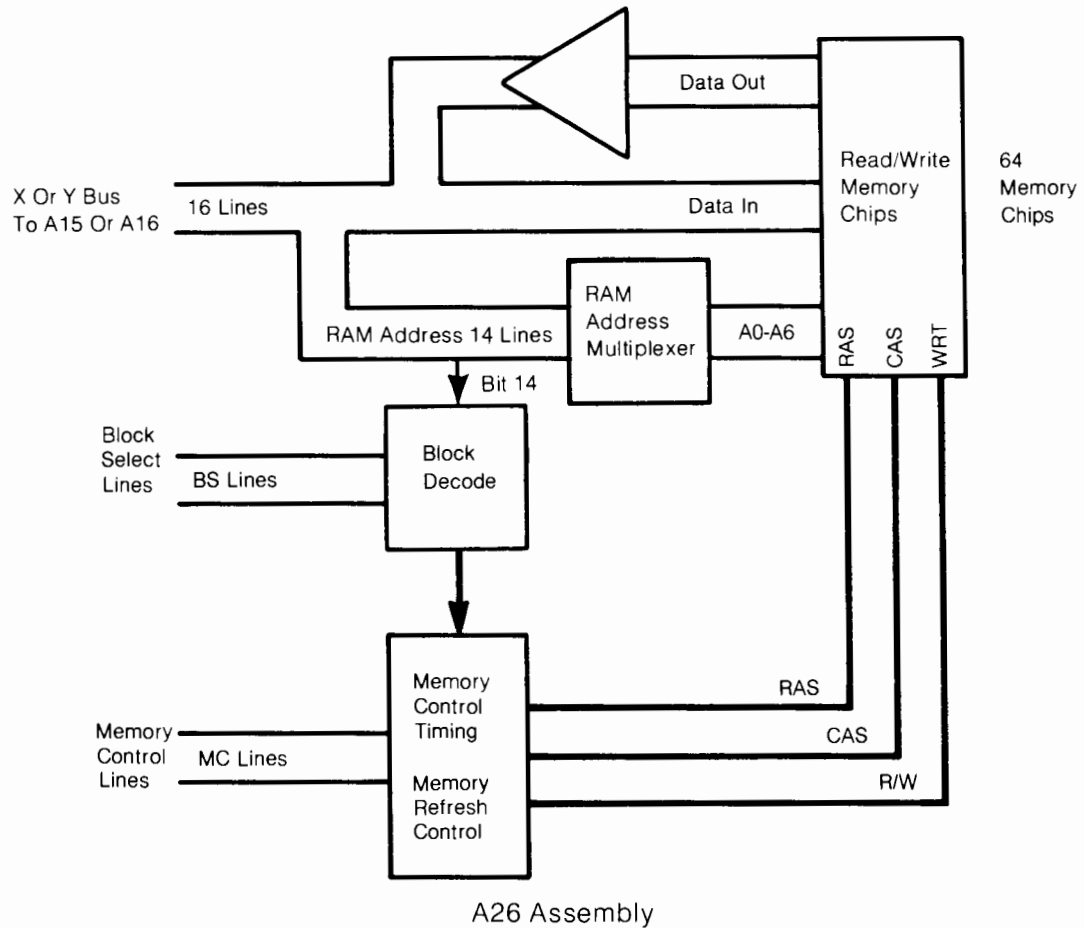 Data Out
Read/Write
Memory
Chips
64
Memory
Chips
X Or Y Bus
To A15 Or A16
16 Lines
Data In
RAM
Address
Multiplexer
RAM Address 14 Lines
A0-A6
RAS
CAS
WRT
Bit 14
Block
Select
Lines
BS Lines
Block
Decode
Memory
Control
Timing
Memory
Refresh
Control
RAS
CAS
R/W
Memory
Control
Lines
MC Lines
A26 Assembly